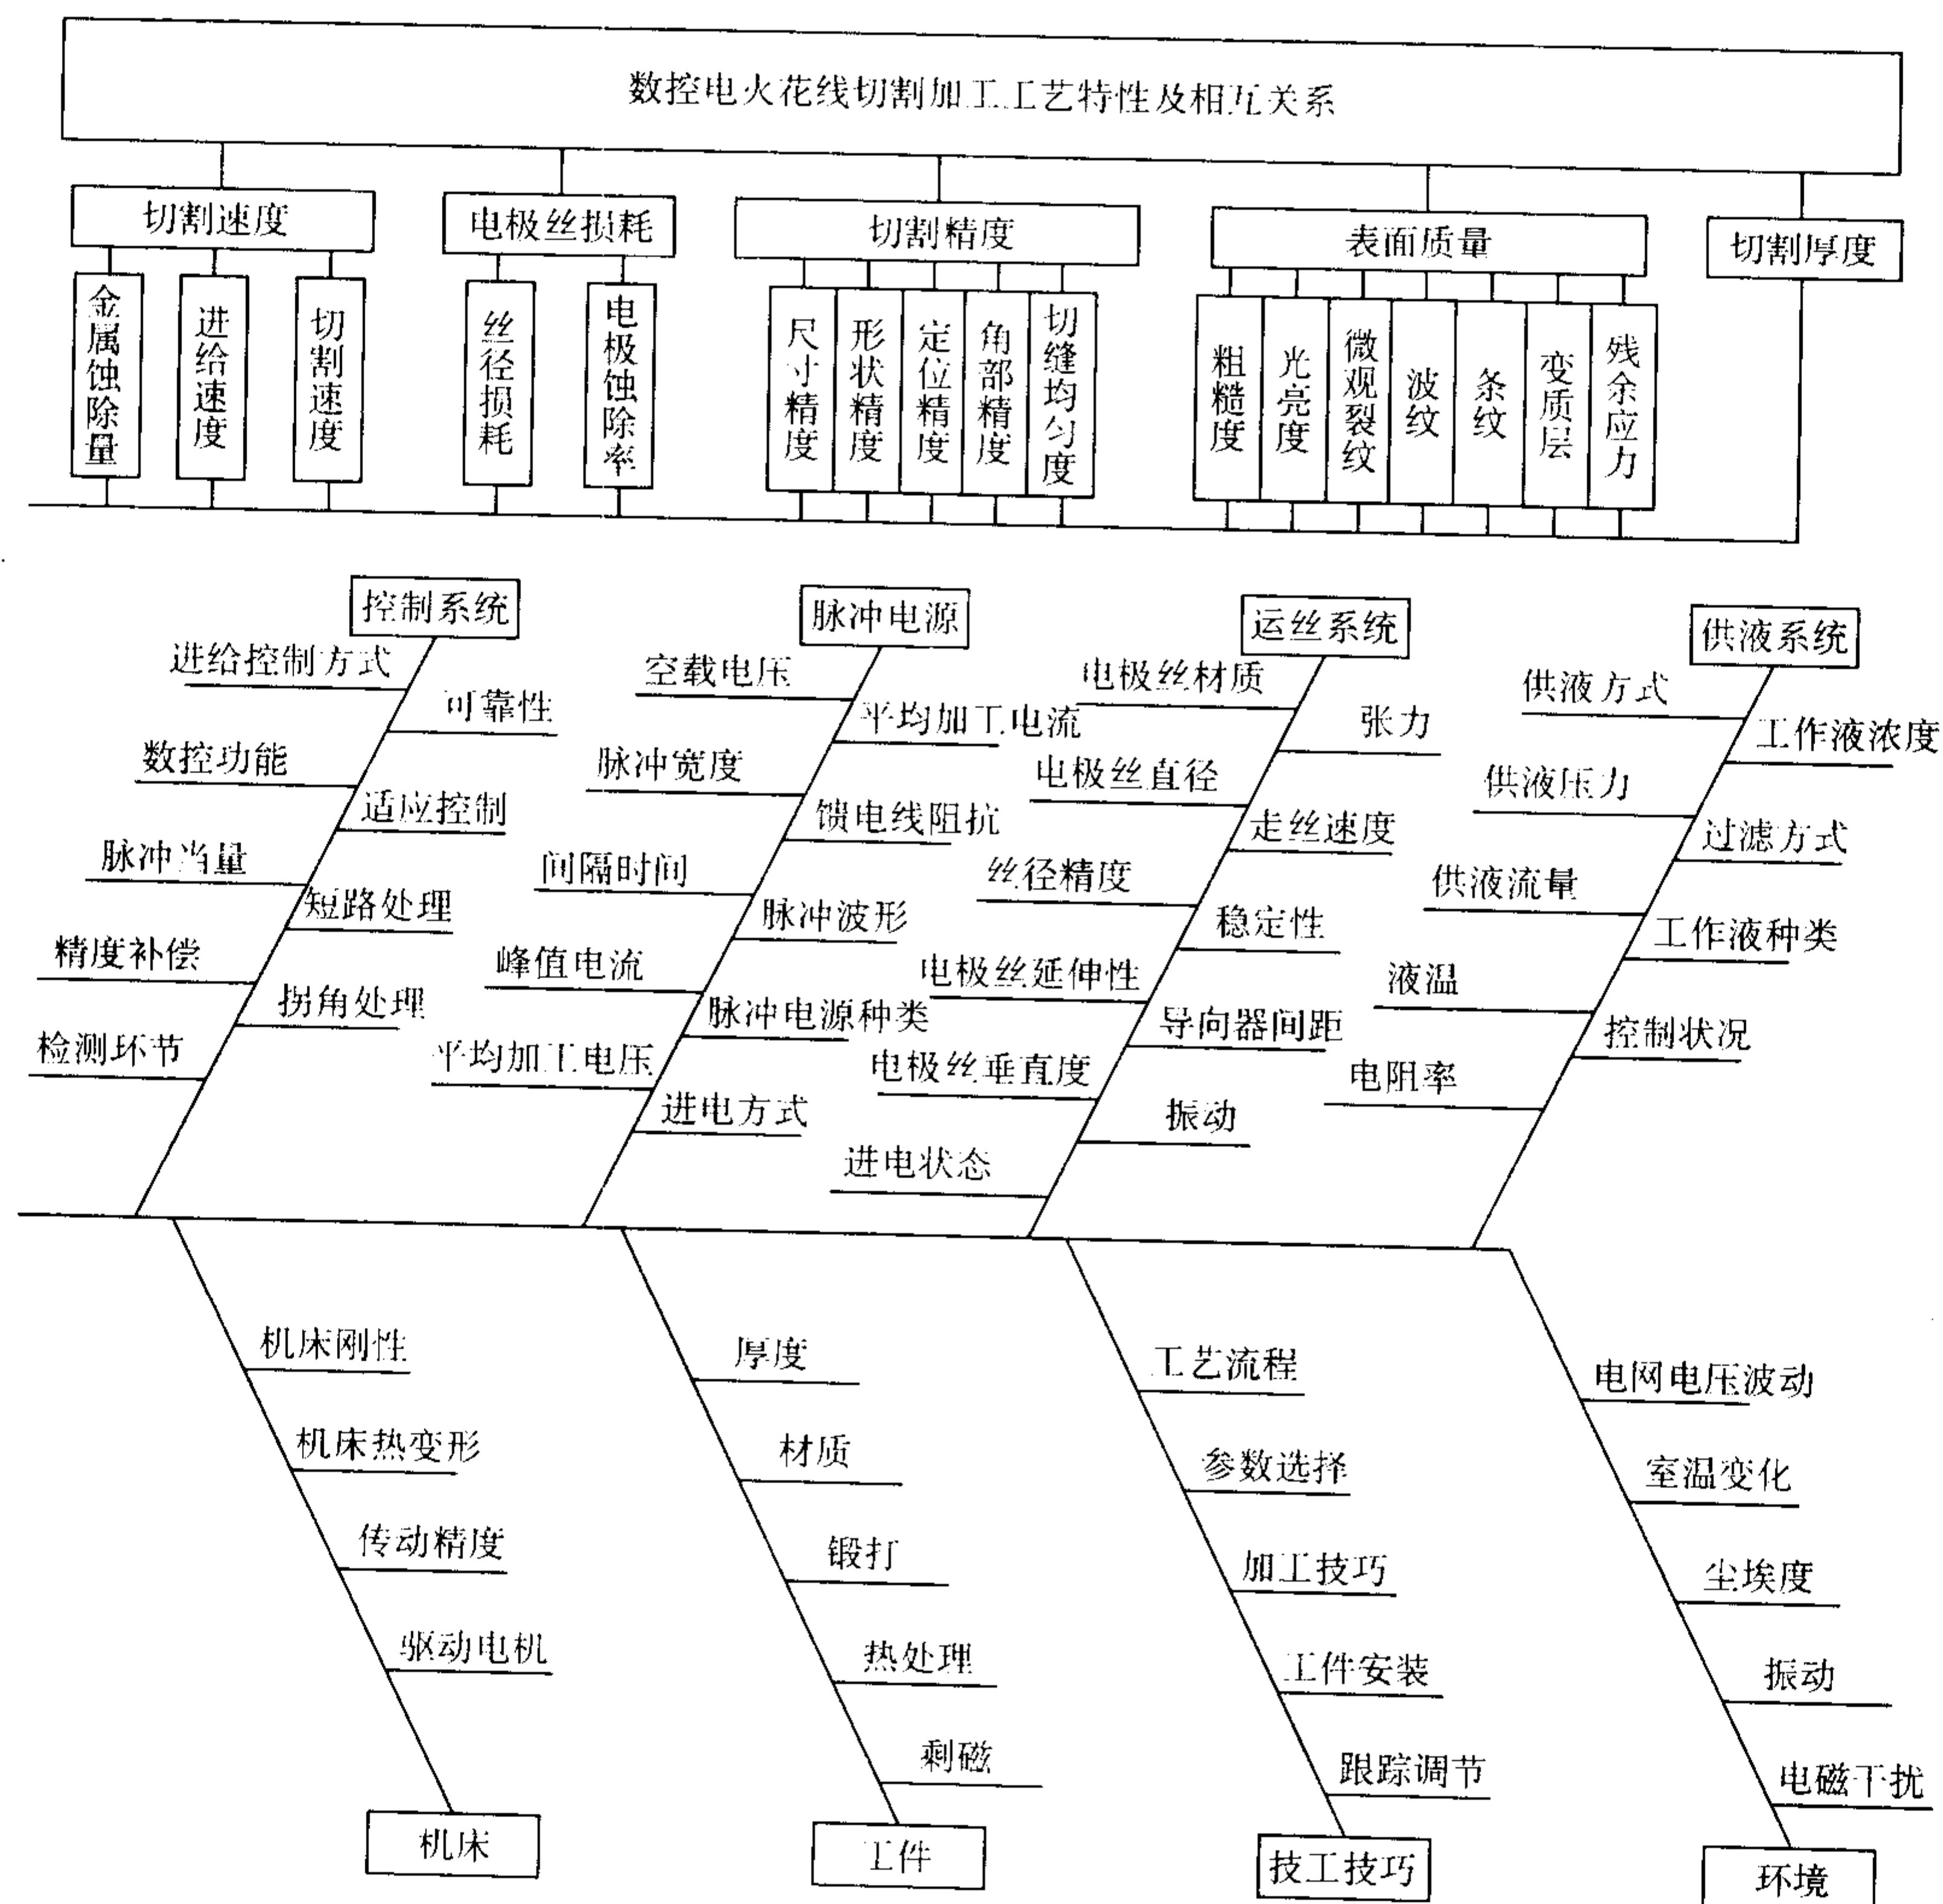 数控电火花线切割加工工艺特性及相互关系
切割速度
电极丝损耗
切割精度
表面质量
切割厚度
金属蚀除量
进给速度
切割速度
丝径损耗
电极蚀除率
尺寸精度
形状精度
定位精度
角部精度
切缝均匀度
粗糙度
光亮度
微观裂纹
波纹
条纹
变质层
残余应力
控制系统
进给控制方式
可靠性
数控功能
适应控制
脉冲当量
短路处理
精度补偿
拐角处理
检测环节
脉冲电源
空载电压
平均加工电流
脉冲宽度
馈电线阻抗
间隔时间
脉冲波形
峰值电流
脉冲电源种类
平均加工电压
进电方式
运丝系统
电极丝材质
张力
电极丝直径
走丝速度
丝径精度
稳定性
电极丝延伸性
导向器间距
电极丝垂直度
振动
进电状态
供液系统
供液方式
工作液浓度
供液压力
过滤方式
供液流量
工作液种类
液温
控制状况
电阻率
机床刚性
机床热变形
传动精度
驱动电机
机床
厚度
材质
锻打
热处理
剩磁
工件
工艺流程
参数选择
加工技巧
工件安装
跟踪调节
技工技巧
电网电压波动
室温变化
尘埃度
振动
电磁干扰
环境